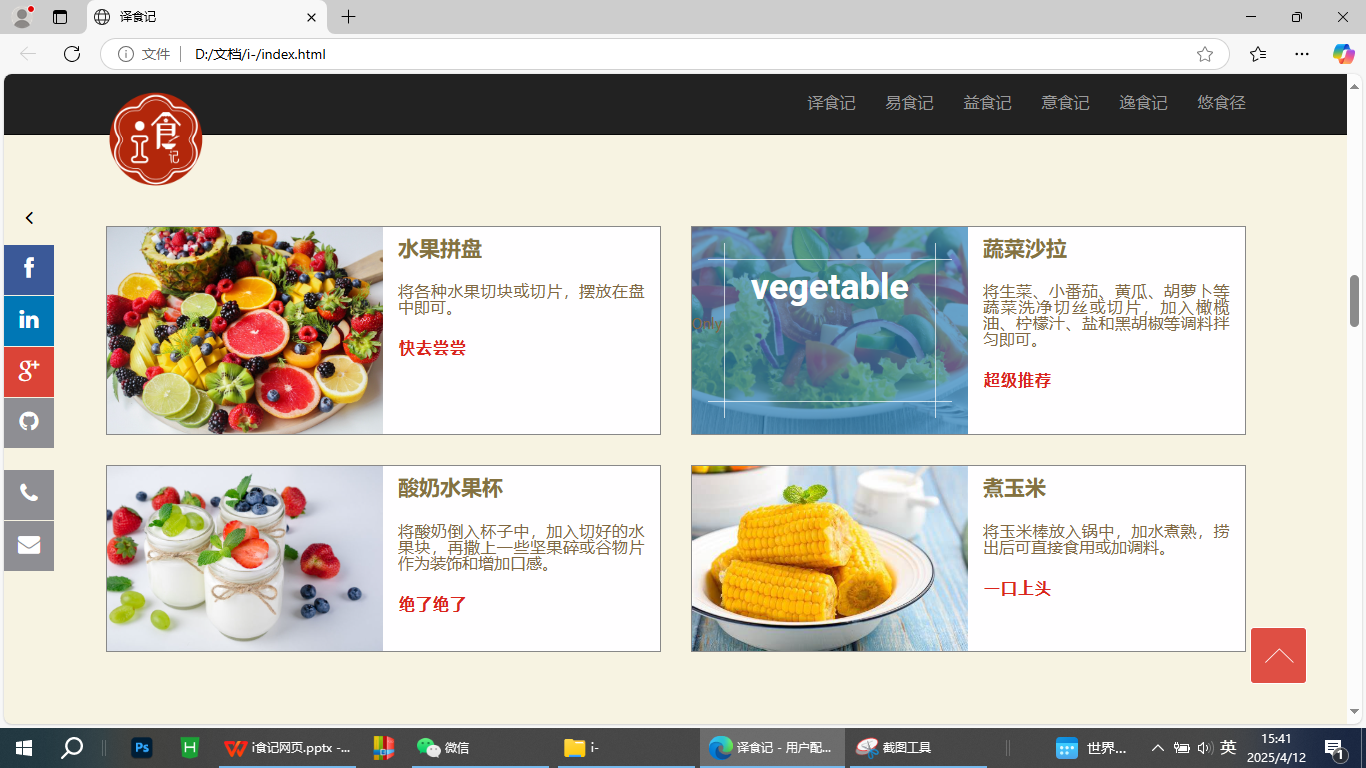 译食记
文件
D:/文档/i-/index.html
i食记
译食记 易食记 益食记 意食记 逸食记 悠食径
水果拼盘
将各种水果切块或切片，摆放在盘
中即可。
快去尝尝
vegetable
Only
蔬菜沙拉
将生菜、小番茄、黄瓜、胡萝卜等
蔬菜洗净切丝或切片，加入橄榄
油、柠檬汁、盐和黑胡椒等调料拌
匀即可。
超级推荐
酸奶水果杯
将酸奶倒入杯子中，加入切好的水
果块，再撒上一些坚果碎或谷物片
作为装饰和增加口感。
绝了绝了
煮玉米
将玉米棒放入锅中，加水煮熟，捞
出后可直接食用或加调料。
一口上头
f
in
g+
Ps
H
i食记网页.pptx -...
微信
i-
译食记 - 用户配...
截图工具
世界...
英
15:41
2025/4/12
1